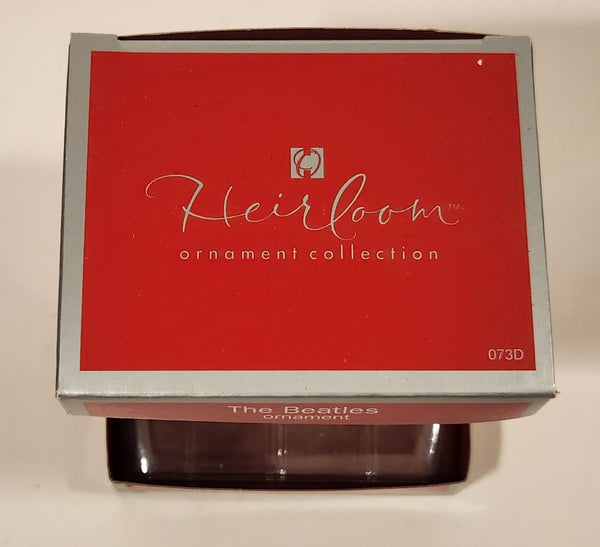 Heirloom™
ornament collection
073D
The Beatles
ornament